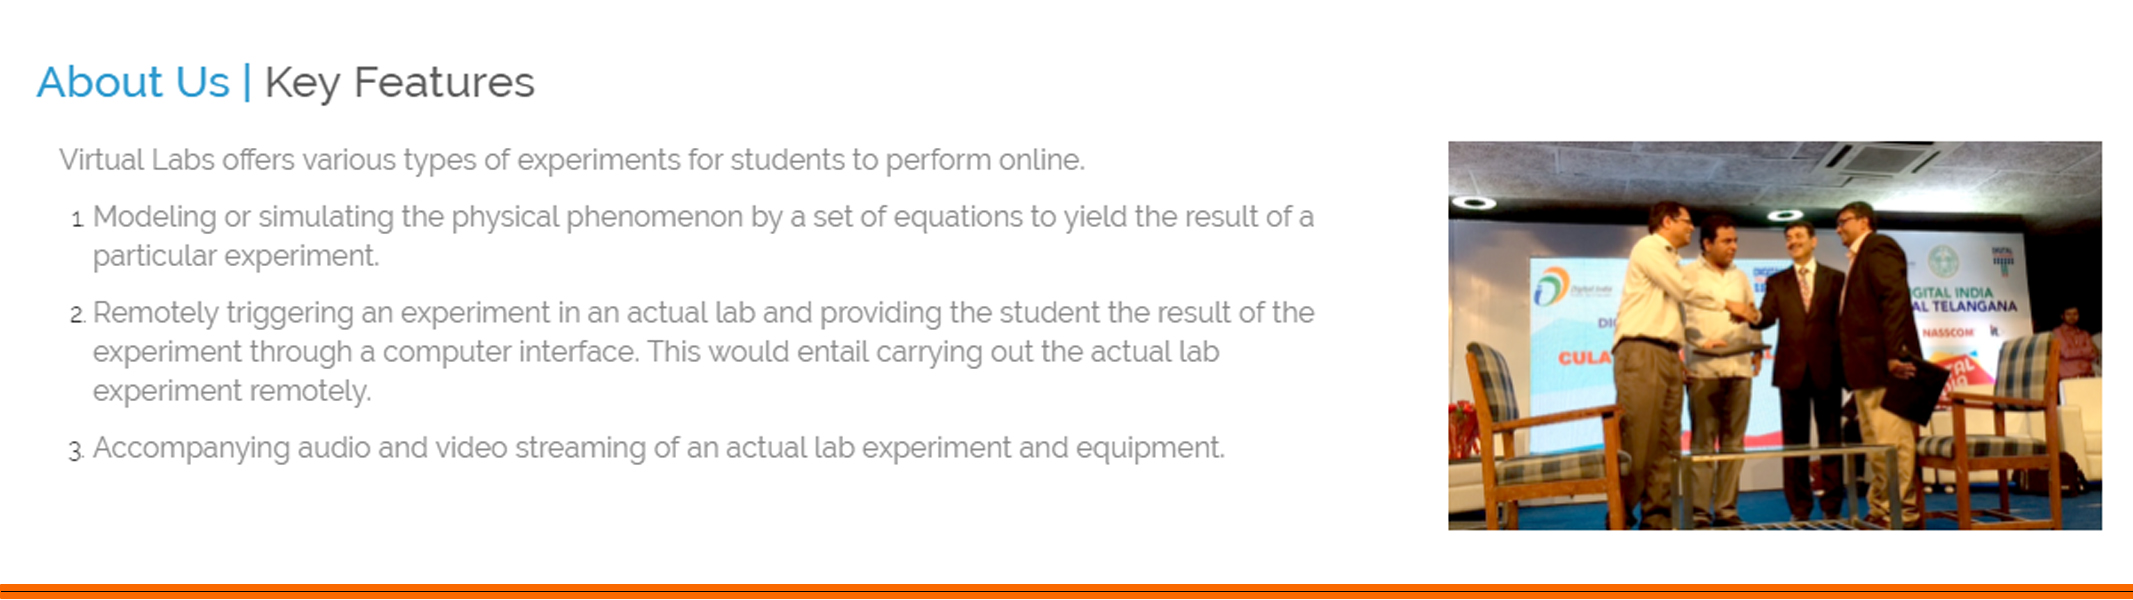 About Us | Key Features
Virtual Labs offers various types of experiments for students to perform online.
1. Modeling or simulating the physical phenomenon by a set of equations to yield the result of a
particular experiment.
2. Remotely triggering an experiment in an actual lab and providing the student the result of the
experiment through a computer interface. This would entail carrying out the actual lab
experiment remotely.
3. Accompanying audio and video streaming of an actual lab experiment and equipment.
Digital India
GITAL INDIA
AL TELANGANA
NASSCOM
CULA